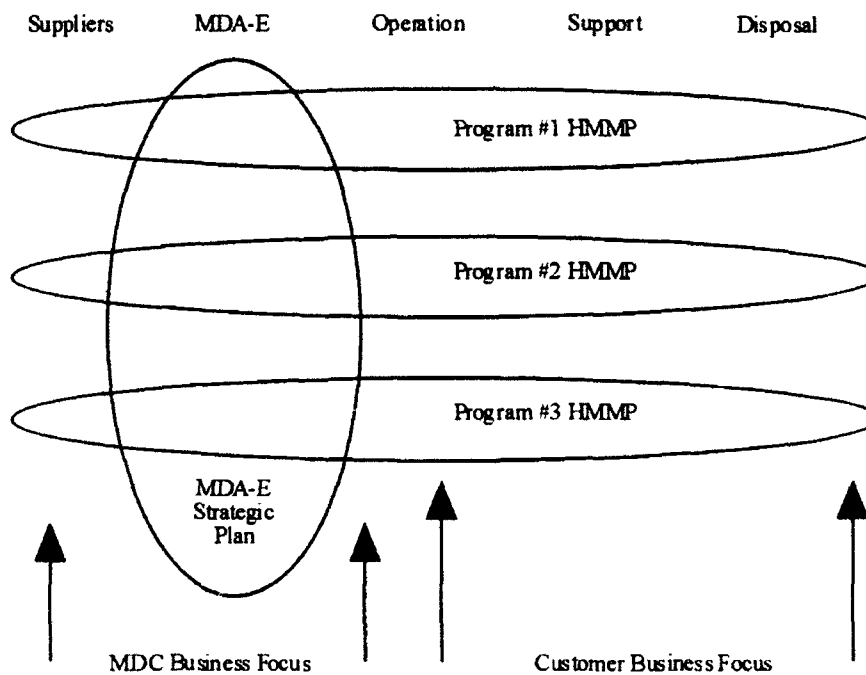 Suppliers MDA-E Operation Support Disposal
Program #1 HMMP
Program #2 HMMP
Program #3 HMMP
MDA-E
Strategic
Plan
MDC Business Focus Customer Business Focus